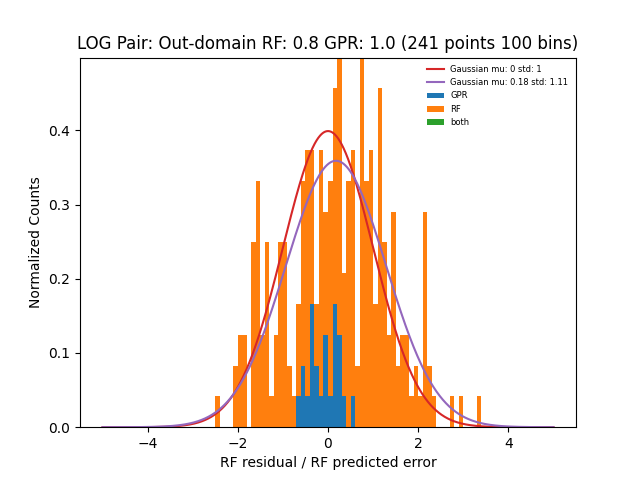 LOG Pair: Out-domain RF: 0.8 GPR: 1.0 (241 points 100 bins)
Gaussian mu: 0 std: 1
Gaussian mu: 0.18 std: 1.11
GPR
RF
both
Normalized Counts
0.4
0.3
0.2
0.1
0.0
−4
−2
0
2
4
RF residual / RF predicted error